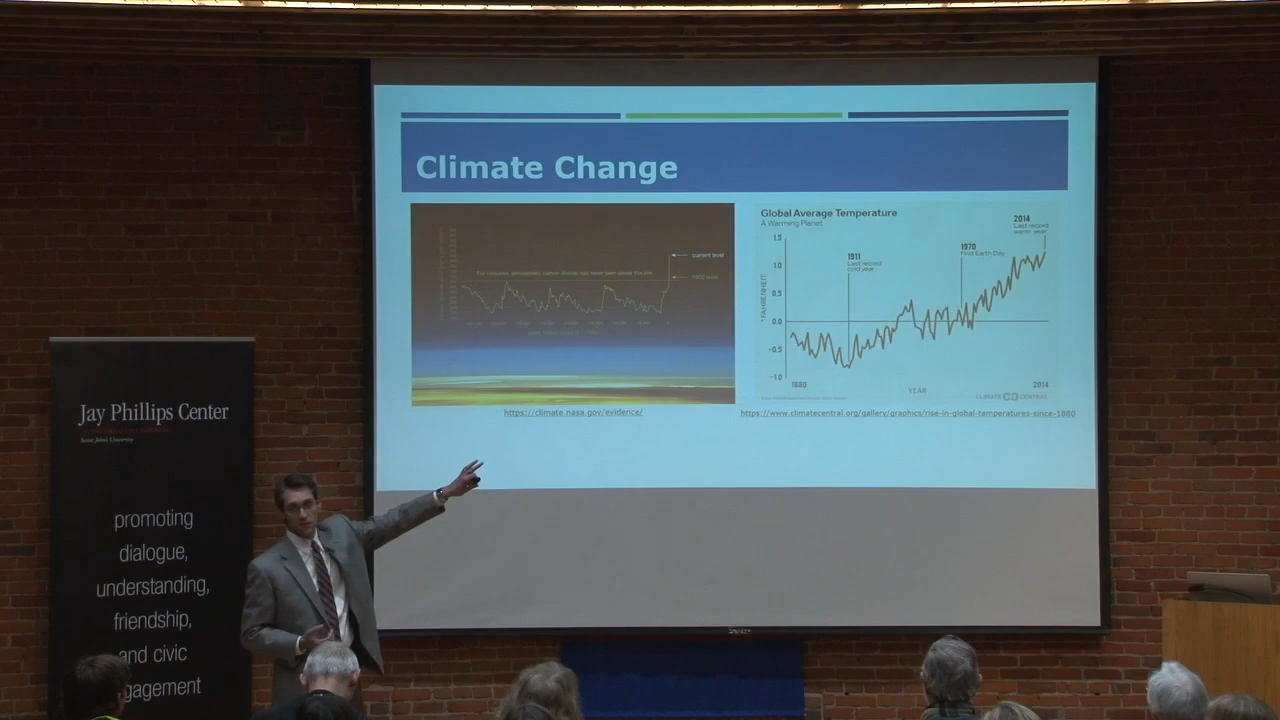 Climate Change
For centuries, atmospheric carbon dioxide had never been above this line
current level
1950 level
https://climate.nasa.gov/evidence/
Global Average Temperature
A Warming Planet
2014
Last record
warm year
1911
Last record
cold year
1970
First Earth Day
1.5
1.0
0.5
0.0
-0.5
-1.0
° FAHRENHEIT
1880
YEAR
2014
CLIMATE CENTRAL
https://www.climatecentral.org/gallery/graphics/rise-in-global-temperatures-since-1880
Jay Phillips Center
Saint John's University
promoting
dialogue,
understanding,
friendship,
and civic
gagement